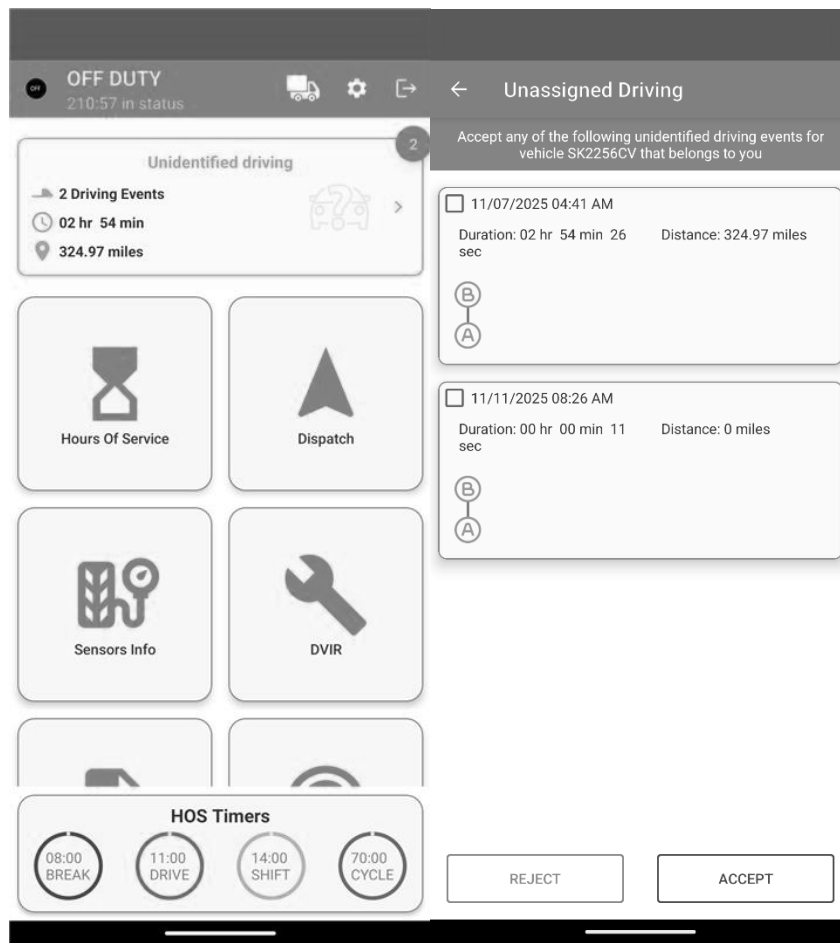 OFF
OFF DUTY
210:57 in status
2
Unidentified driving
2 Driving Events
02 hr 54 min
324.97 miles
Hours Of Service
Dispatch
Sensors Info
DVIR
HOS Timers
08:00
BREAK
11:00
DRIVE
14:00
SHIFT
70:00
CYCLE
Unassigned Driving
Accept any of the following unidentified driving events for
vehicle SK2256CV that belongs to you
11/07/2025 04:41 AM
Duration: 02 hr 54 min 26
sec
Distance: 324.97 miles
B
A
11/11/2025 08:26 AM
Duration: 00 hr 00 min 11
sec
Distance: 0 miles
B
A
REJECT
ACCEPT